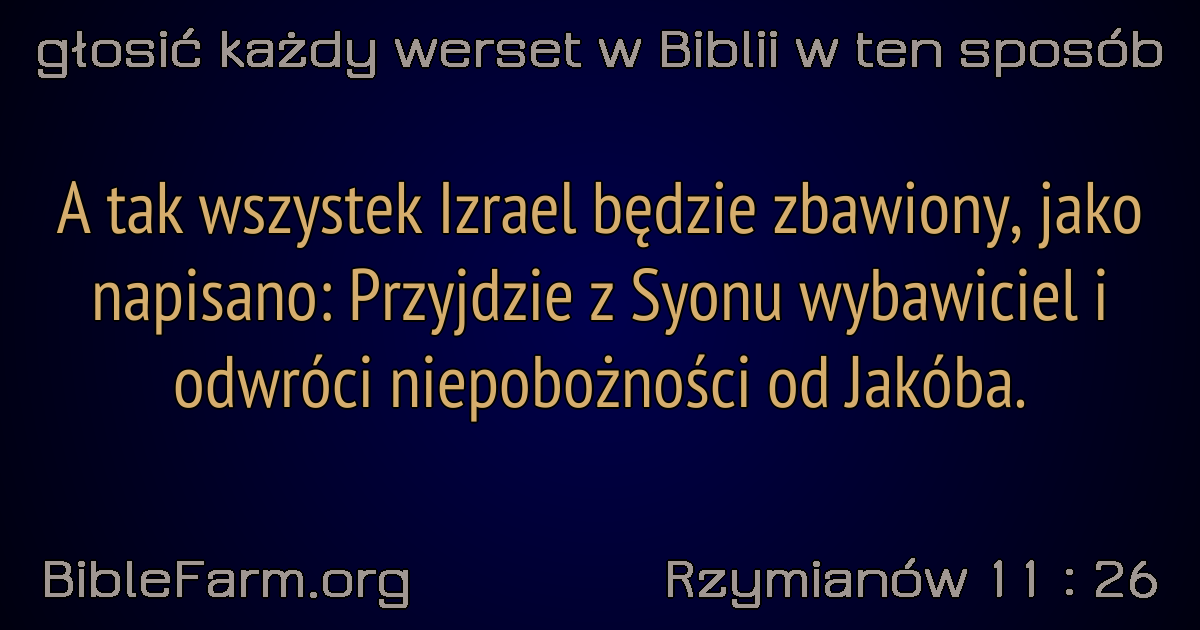 głosić każdy werset w Biblii w ten sposób
A tak wszystek Izrael będzie zbawiony, jako
napisano: Przyjdzie z Syonu wybawiciel i
odwróci niepobożności od Jakóba.
BibleFarm.org
Rzymianów 11 : 26